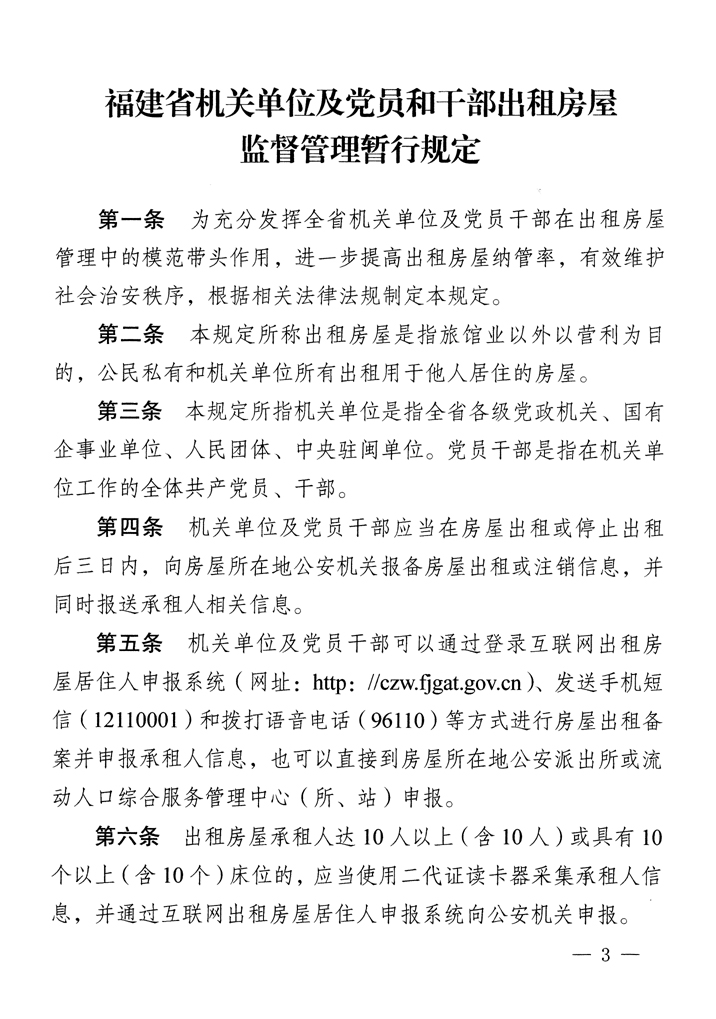 福建省机关单位及党员和干部出租房屋
监督管理暂行规定
第一条 为充分发挥全省机关单位及党员干部在出租房屋
管理中的模范带头作用，进一步提高出租房屋纳管率，有效维护
社会治安秩序，根据相关法律法规制定本规定。
第二条 本规定所称出租房屋是指旅馆业以外以营利为目
的，公民私有和机关单位所有出租用于他人居住的房屋。
第三条 本规定所指机关单位是指全省各级党政机关、国有
企事业单位、人民团体、中央驻闽单位。党员干部是指在机关单
位工作的全体共产党员、干部。
第四条 机关单位及党员干部应当在房屋出租或停止出租
后三日内，向房屋所在地公安机关报备房屋出租或注销信息，并
同时报送承租人相关信息。
第五条 机关单位及党员干部可以通过登录互联网出租房
屋居住人申报系统（网址：http：//czw.fjgat.gov.cn）、发送手机短
信（12110001）和拨打语音电话（96110）等方式进行房屋出租备
案并申报承租人信息，也可以直接到房屋所在地公安派出所或流
动人口综合服务管理中心（所、站）申报。
第六条 出租房屋承租人达10人以上（含10人）或具有10
个以上（含10个）床位的，应当使用二代证读卡器采集承租人信
息，并通过互联网出租房屋居住人申报系统向公安机关申报。
— 3 —